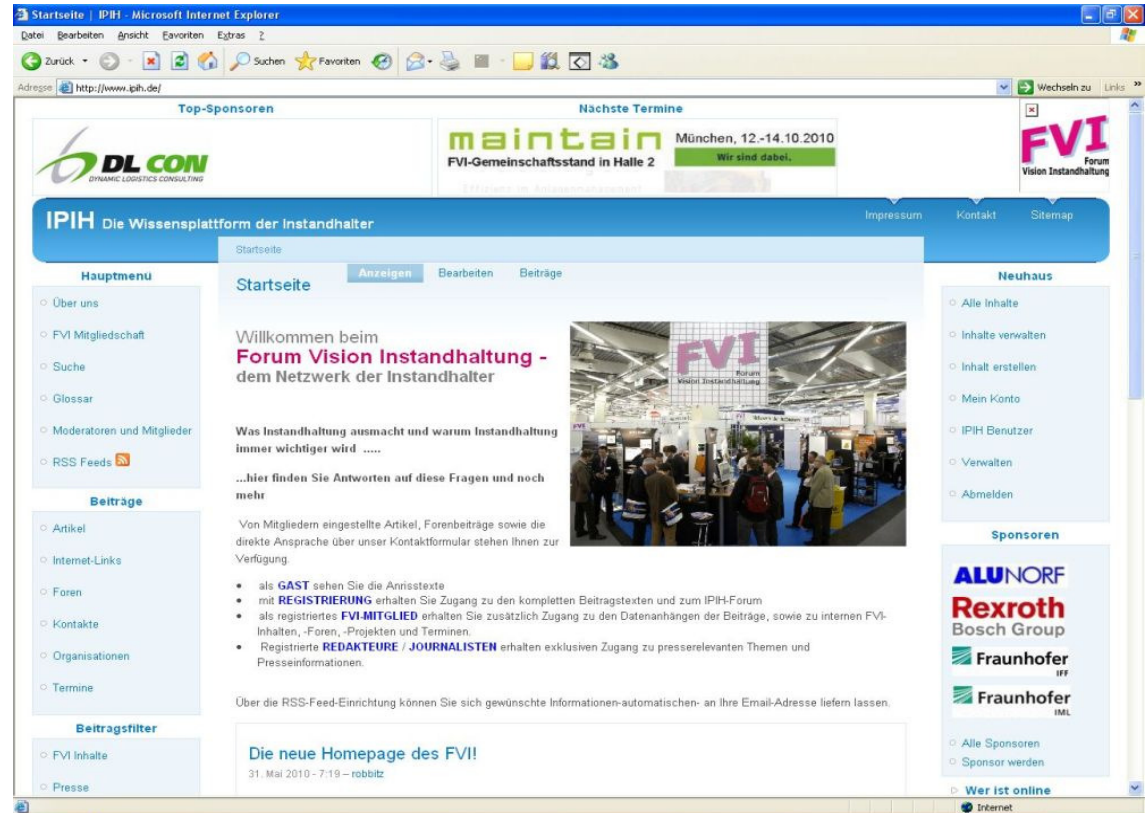 Startseite | IPIH - Microsoft Internet Explorer
Datei Bearbeiten Ansicht Favoriten Extras ?
Zurück Suchen Favoriten
Adresse http://www.ipih.de/ Wechseln zu Links »
Top-Sponsoren
Nächste Termine
DL CON
DYNAMIC LOGISTICS CONSULTING
maintain
FVI-Gemeinschaftsstand in Halle 2
München, 12.-14.10.2010
Wir sind dabei.
FVI
Forum
Vision Instandhaltung
IPIH Die Wissensplattform der Instandhalter
Impressum Kontakt Sitemap
Startseite
Startseite
Anzeigen Bearbeiten Beiträge
Hauptmenü
Über uns
FVI Mitgliedschaft
Suche
Glossar
Moderatoren und Mitglieder
RSS Feeds
Beiträge
Artikel
Internet-Links
Foren
Kontakte
Organisationen
Termine
Beitragsfilter
FVI Inhalte
Presse
Willkommen beim
Forum Vision Instandhaltung -
dem Netzwerk der Instandhalter
FVI
Forum
Vision Instandhaltung
Was Instandhaltung ausmacht und warum Instandhaltung
immer wichtiger wird .....
...hier finden Sie Antworten auf diese Fragen und noch
mehr
Von Mitgliedern eingestellte Artikel, Forenbeiträge sowie die
direkte Ansprache über unser Kontaktformular stehen Ihnen zur
Verfügung.
• als GAST sehen Sie die Anrisstexte
• mit REGISTRIERUNG erhalten Sie Zugang zu den kompletten Beitragstexten und zum IPIH-Forum
• als registriertes FVI-MITGLIED erhalten Sie zusätzlich Zugang zu den Datenanhängen der Beiträge, sowie zu internen FVI-
Inhalten, -Foren, -Projekten und Terminen.
• Registrierte REDAKTEURE / JOURNALISTEN erhalten exklusiven Zugang zu presserelevanten Themen und
Presseinformationen.
Über die RSS-Feed-Einrichtung können Sie sich gewünschte Informationen-automatischen- an Ihre Email-Adresse liefern lassen.
Die neue Homepage des FVI!
31. Mai 2010 - 7:19 – robbitz
Neuhaus
Alle Inhalte
Inhalte verwalten
Inhalt erstellen
Mein Konto
IPIH Benutzer
Verwalten
Abmelden
Sponsoren
ALUNORF
Rexroth
Bosch Group
Fraunhofer
IFF
Fraunhofer
IML
Alle Sponsoren
Sponsor werden
Wer ist online
Internet